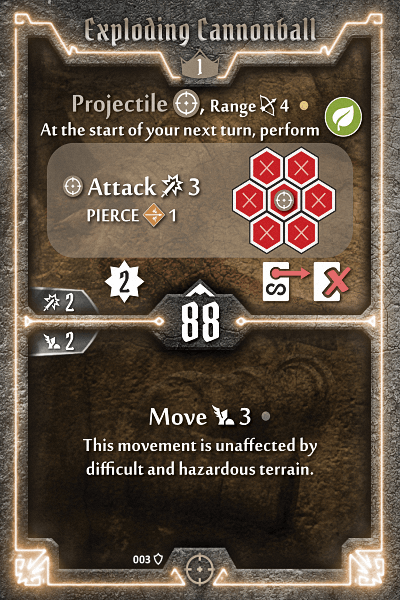 Exploding Cannonball
1
Projectile, Range 4
At the start of your next turn, perform
Attack 3
PIERCE 1
2
S
2
88
2
Move 3
This movement is unaffected by
difficult and hazardous terrain.
003